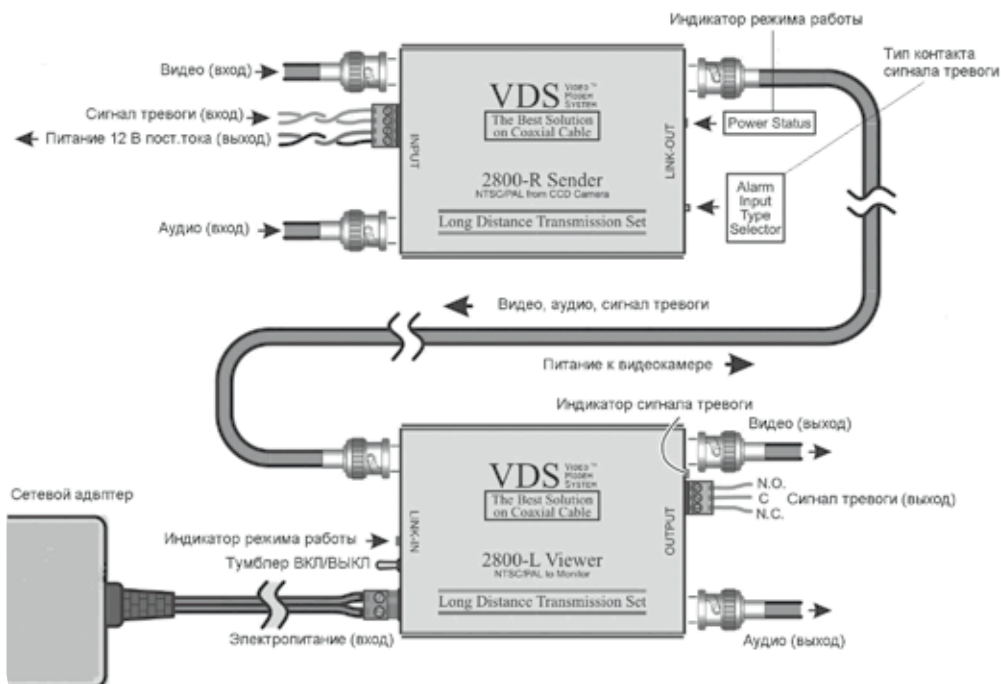 Индикатор режима работы
Тип контакта
сигнала тревоги
Видео (вход)
Сигнал тревоги (вход)
Питание 12 В пост.тока (выход)
Аудио (вход)
INPUT
VDS VIDEO™
MODEM
SYSTEM
The Best Solution
on Coaxial Cable
2800-R Sender
NTSC/PAL from CCD Camera
Long Distance Transmission Set
LINK-OUT
Power Status
Alarm
Input
Type
Selector
Видео, аудио, сигнал тревоги
Питание к видеокамере
Индикатор сигнала тревоги
Видео (выход)
N.O.
C
N.C.
Сигнал тревоги (выход)
Аудио (выход)
Сетевой адвптер
Индикатор режима работы
Тумблер ВКЛ/ВЫКЛ
Электропитание (вход)
LINK-IN
VDS VIDEO™
MODEM
SYSTEM
The Best Solution
on Coaxial Cable
2800-L Viewer
NTSC/PAL to Monitor
Long Distance Transmission Set
OUTPUT